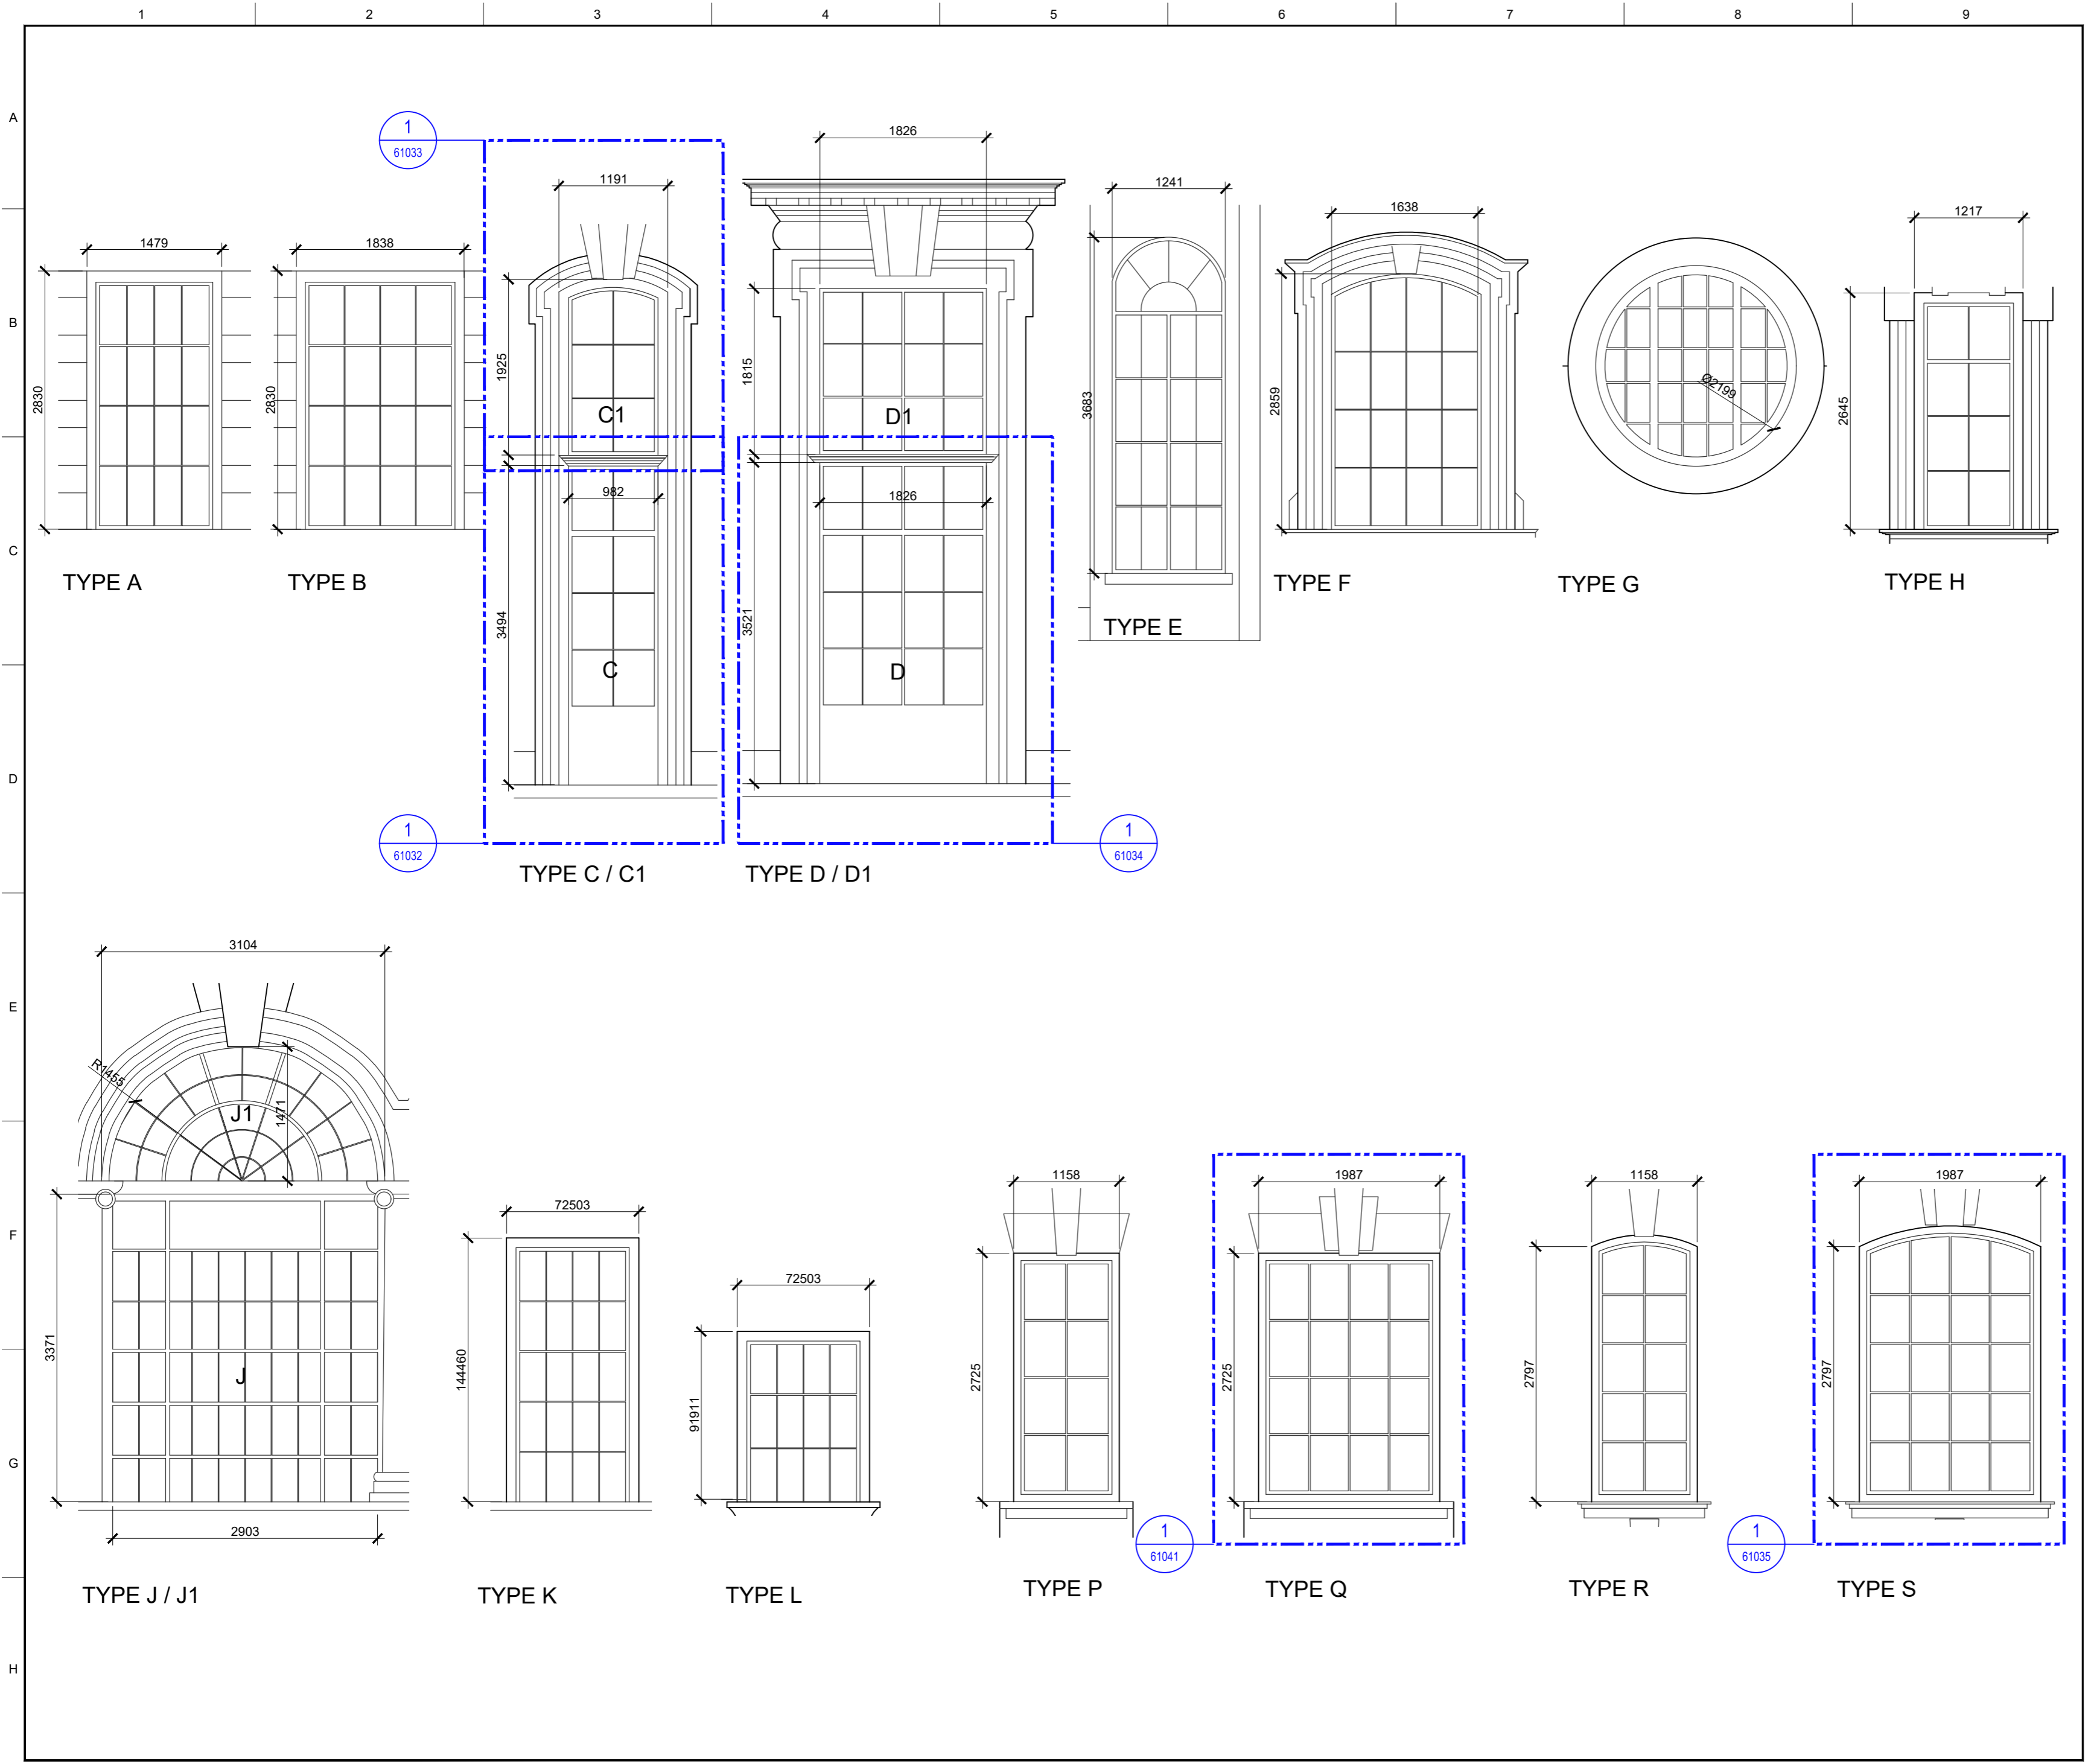 1 2 3 4 5 6 7 8 9
A
B
C
D
E
F
G
H
1
61033
1191
1826
1241
1638
1217
1479
1838
2830
2830
1925
1815
3683
2859
Ø2199
2645
C1
D1
982
1826
3494
3521
C
D
TYPE A
TYPE B
TYPE E
TYPE F
TYPE G
TYPE H
1
61032
1
61034
TYPE C / C1
TYPE D / D1
3104
R1455
J1
1471
3371
J
2903
72503
144460
72503
91911
1158
2725
1987
2725
1158
2797
1987
2797
1
61041
1
61035
TYPE J / J1
TYPE K
TYPE L
TYPE P
TYPE Q
TYPE R
TYPE S